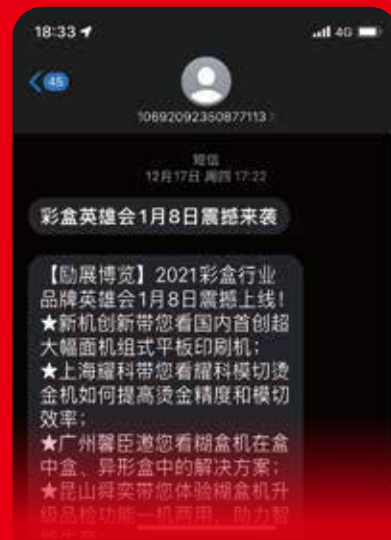 18:33
4G
45
10692092350877113
短信
12月17日 周四 17:22
彩盒英雄会1月8日震撼来袭
【励展博览】2021彩盒行业
品牌英雄会1月8日震撼上线!
★新机创新带您看国内首创超
大幅面机组式平板印刷机;
★上海耀科带您看耀科模切烫
金机如何提高烫金精度和模切
效率;
★广州馨臣邀您看糊盒机在盒
中盒、异形盒中的解决方案;
★昆山舜奕带您体验糊盒机升
级品检功能一机两用,助力智